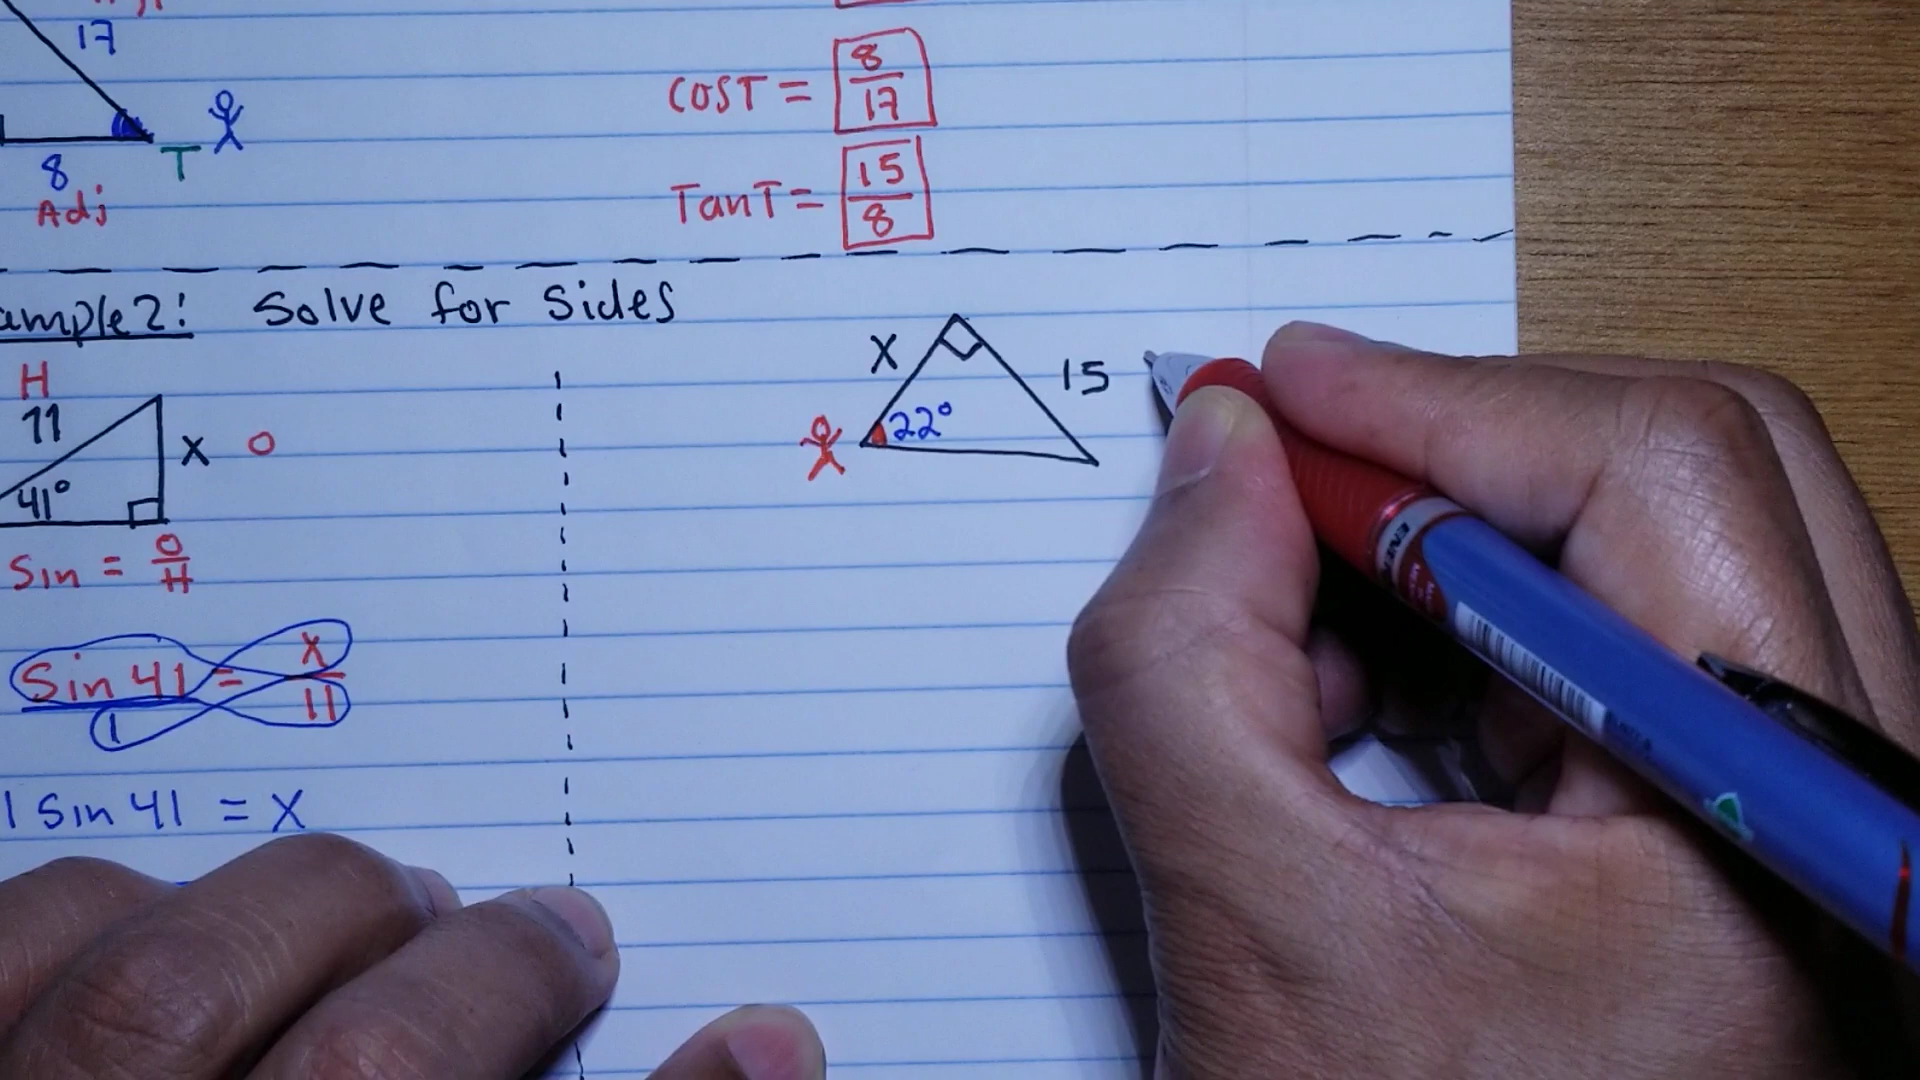 17
8
T
Adj
COST = 8/17
TanT = 15/8
ample 2: Solve for Sides
H
11
X O
41°
Sin = O/H
Sin 41 = X/11
1
1 Sin 41 = X
X
15
22°